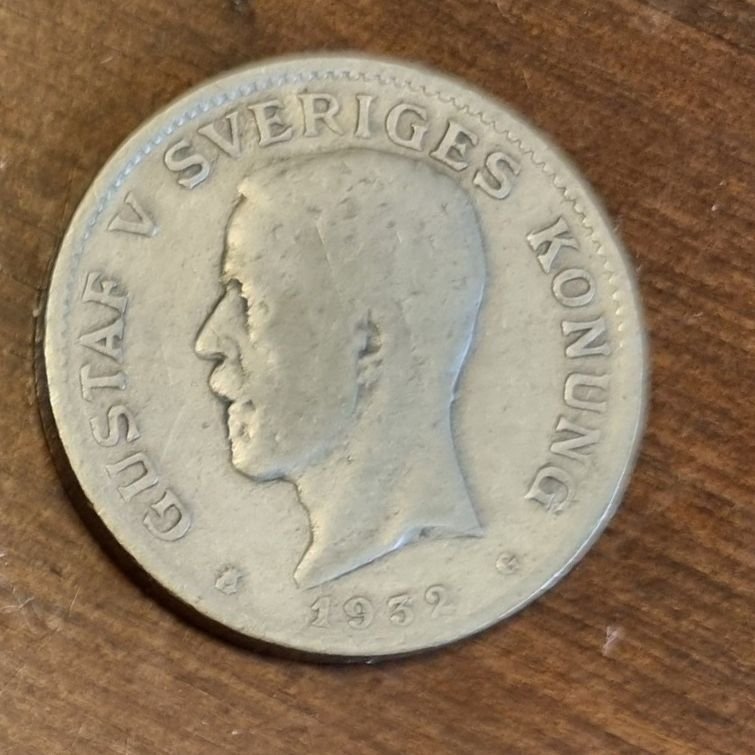 GUSTAF V SVERIGES KONUNG
1932
G